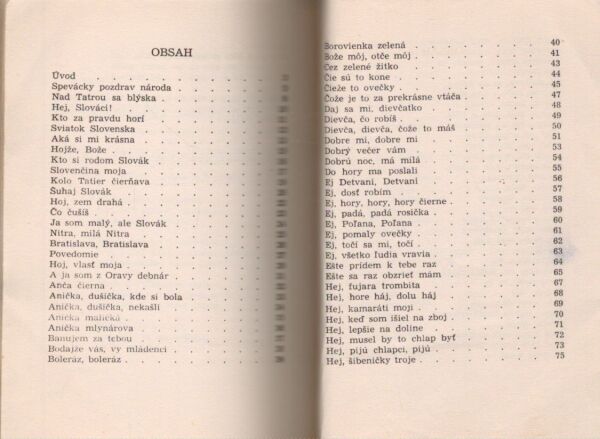 OBSAH
Úvod
Spevácky pozdrav národa
Nad Tatrou sa blýska
Hej, Slováci!
Kto za pravdu horí
Sviatok Slovenska
Aká si mi krásna
Hojže, Bože
Kto si rodom Slovák
Slovenčina moja
Kolo Tatier čierňava
Šuhaj Slovák
Hoj, zem drahá
Čo čušíš
Ja som malý, ale Slovák
Nitra, milá Nitra
Bratislava, Bratislava
Povedomie
Hoj, vlasť moja
A ja som z Oravy debnár
Anča čierna
Anička, dušička, kde si bola
Anička, dušička, nekašli
Anička maličká
Anička mlynárova
Banujem za tebou
Bodajže vás, vy mládenci
Boleráz, boleráz
Borovienka zelená 40
Bože môj, otče môj 41
Cez zelené žitko 43
Čie sú to kone 44
Čieže to ovečky 45
Čože je to za prekrásne vtáča 47
Daj sa mi, dievčatko 48
Dievča, čo robíš 49
Dievča, dievča, čože to máš 50
Dobre mi, dobre mi 51
Dobrý večer vám 53
Dobrú noc, má milá 54
Do hory ma poslali 55
Ej Detvani, Detvani 56
Ej, dosť robím 57
Ej, hory, hory, hory čierne 58
Ej, padá, padá rosička 59
Ej, Poľana, Poľana 60
Ej, pomaly ovečky 61
Ej, točí sa mi, točí 62
Ej, všetko ľudia vravia 63
Ešte prídem k tebe raz 64
Ešte sa raz obzrieť mám 65
Hej, fujara trombita 67
Hej, hore háj, dolu háj 68
Hej, kamaráti moji 69
Hej, keď som išiel na zboj 70
Hej, lepšie na doline 71
Hej, musel by to chlap byť 72
Hej, pijú chlapci, pijú 73
Hej, šibeničky troje 75